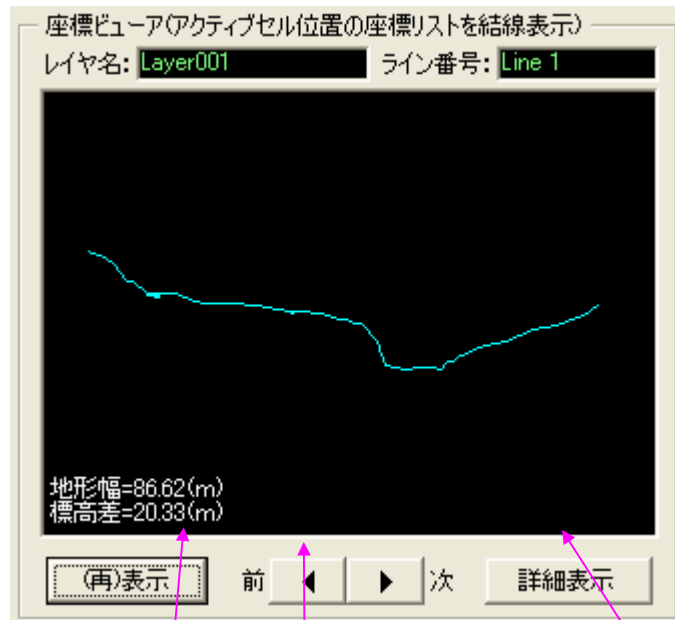 座標ビューア(アクティブセル位置の座標リストを結線表示)
レイヤ名: Layer001 ライン番号: Line 1
地形幅=86.62(m)
標高差=20.33(m)
(再)表示 前 次 詳細表示